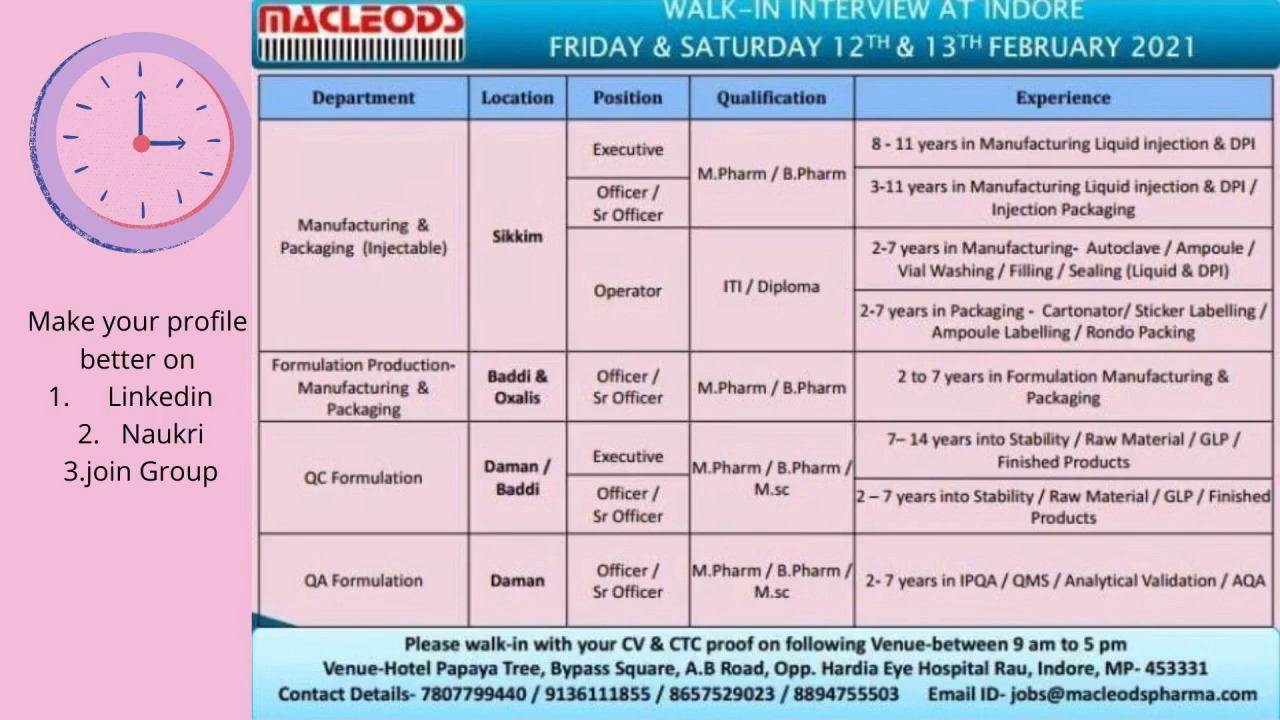 Make your profile
better on
1. Linkedin
2. Naukri
3.join Group
MACLEODS
WALK-IN INTERVIEW AT INDORE
FRIDAY & SATURDAY 12TH & 13TH FEBRUARY 2021
Department Location Position Qualification Experience
Manufacturing &
Packaging (Injectable)
Sikkim
Executive
M.Pharm / B.Pharm
8 - 11 years in Manufacturing Liquid injection & DPI
Officer /
Sr Officer
3-11 years in Manufacturing Liquid injection & DPI /
Injection Packaging
Operator
ITI / Diploma
2-7 years in Manufacturing- Autoclave / Ampoule /
Vial Washing / Filling / Sealing (Liquid & DPI)
2-7 years in Packaging - Cartonator/ Sticker Labelling /
Ampoule Labelling / Rondo Packing
Formulation Production-
Manufacturing &
Packaging
Baddi &
Oxalis
Officer /
Sr Officer
M.Pharm / B.Pharm
2 to 7 years in Formulation Manufacturing &
Packaging
QC Formulation
Daman /
Baddi
Executive
M.Pharm / B.Pharm /
M.sc
7– 14 years into Stability / Raw Material / GLP /
Finished Products
Officer /
Sr Officer
2 – 7 years into Stability / Raw Material / GLP / Finished
Products
QA Formulation
Daman
Officer /
Sr Officer
M.Pharm / B.Pharm /
M.sc
2- 7 years in IPQA / QMS / Analytical Validation / AQA
Please walk-in with your CV & CTC proof on following Venue-between 9 am to 5 pm
Venue-Hotel Papaya Tree, Bypass Square, A.B Road, Opp. Hardia Eye Hospital Rau, Indore, MP- 453331
Contact Details- 7807799440 / 9136111855 / 8657529023 / 8894755503 Email ID- jobs@macleodspharma.com